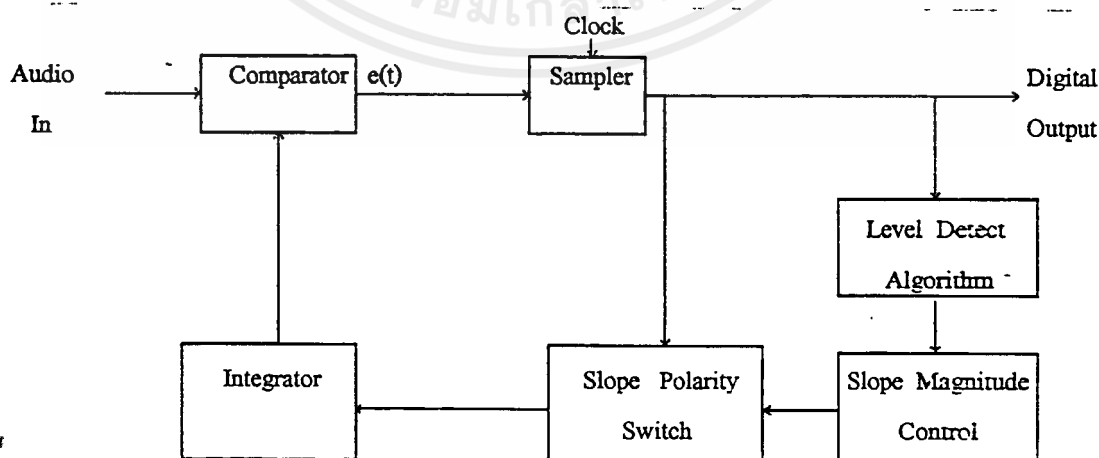 Clock
Audio
In
Comparator
e(t)
Sampler
Digital
Output
Level Detect
Algorithm
Integrator
Slope Polarity
Switch
Slope Magnitude
Control